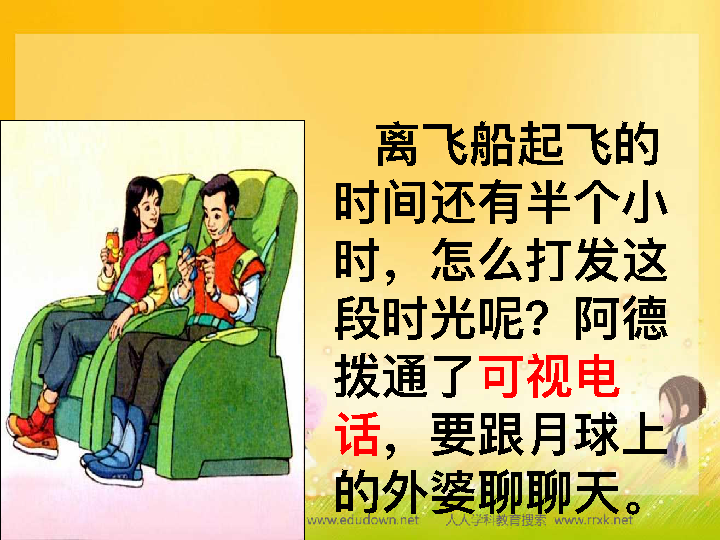 离飞船起飞的
时间还有半个小
时，怎么打发这
段时光呢？阿德
拨通了可视电
话，要跟月球上
的外婆聊聊天。
www.edudown.net 人人学科教育搜索 www.rrxk.net